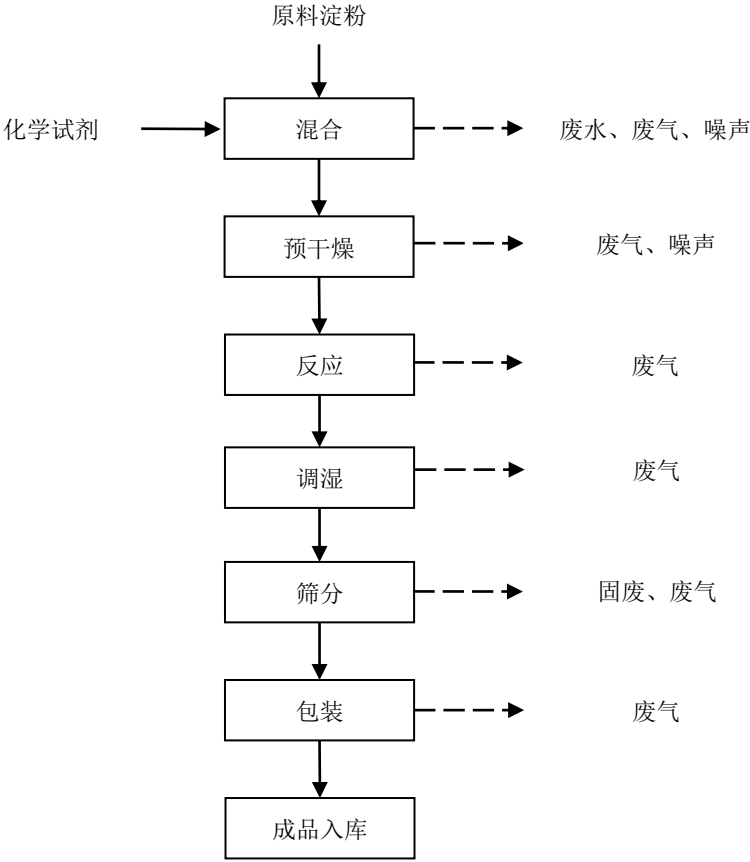 原料淀粉
化学试剂
混合
废水、废气、噪声
预干燥
废气、噪声
反应
废气
调湿
废气
筛分
固废、废气
包装
废气
成品入库